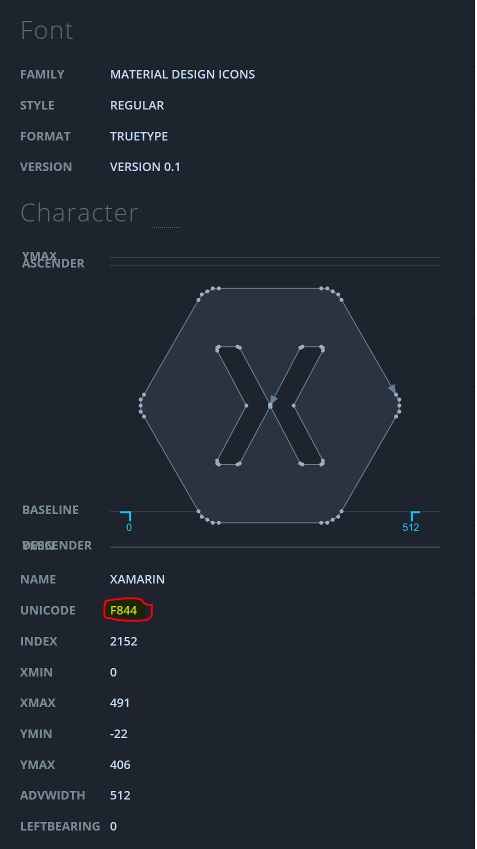 Font
FAMILY MATERIAL DESIGN ICONS
STYLE REGULAR
FORMAT TRUETYPE
VERSION VERSION 0.1
Character
YMAX
ASCENDER
BASELINE
0 512
DESCENDER
NAME XAMARIN
UNICODE F844
INDEX 2152
XMIN 0
XMAX 491
YMIN -22
YMAX 406
ADVWIDTH 512
LEFTBEARING 0